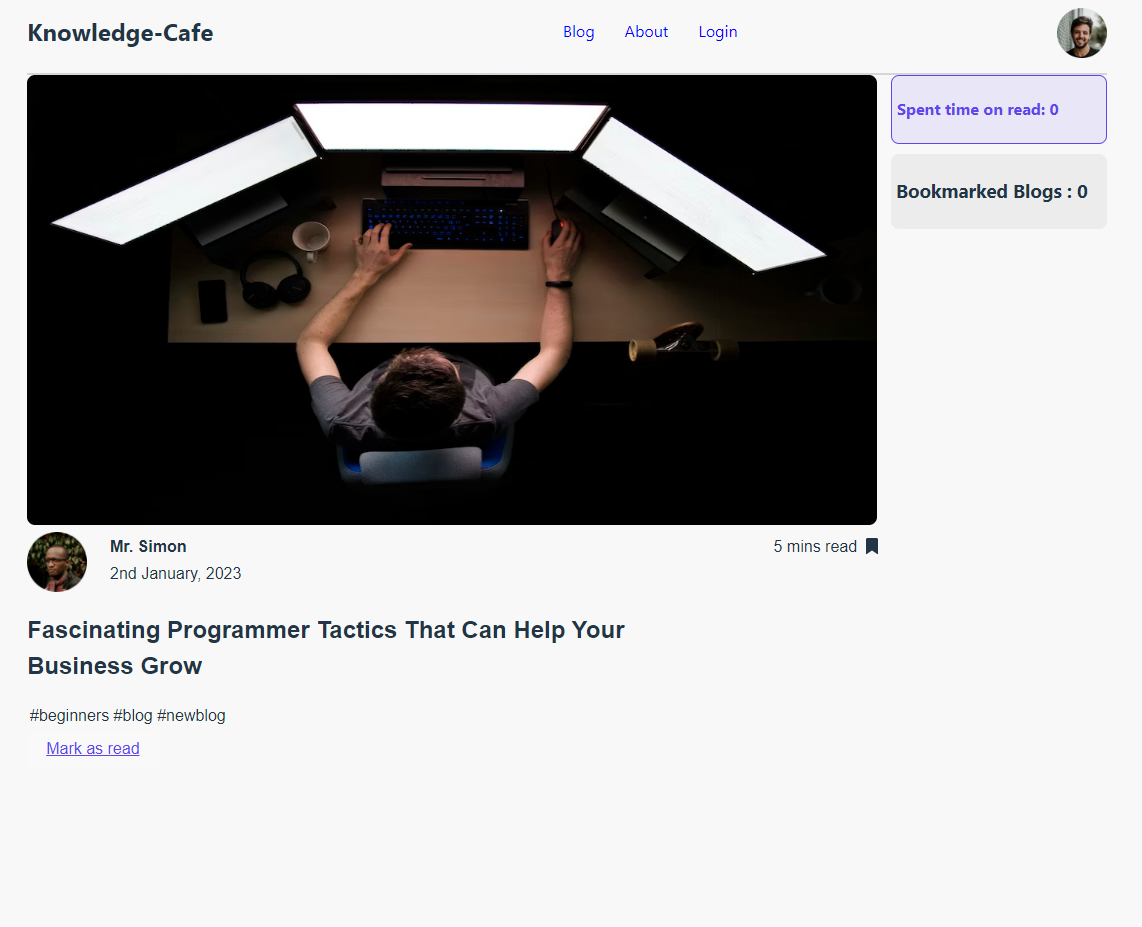 Knowledge-Cafe
Blog About Login
Spent time on read: 0
Bookmarked Blogs : 0
Mr. Simon
5 mins read
2nd January, 2023
Fascinating Programmer Tactics That Can Help Your
Business Grow
#beginners #blog #newblog
Mark as read